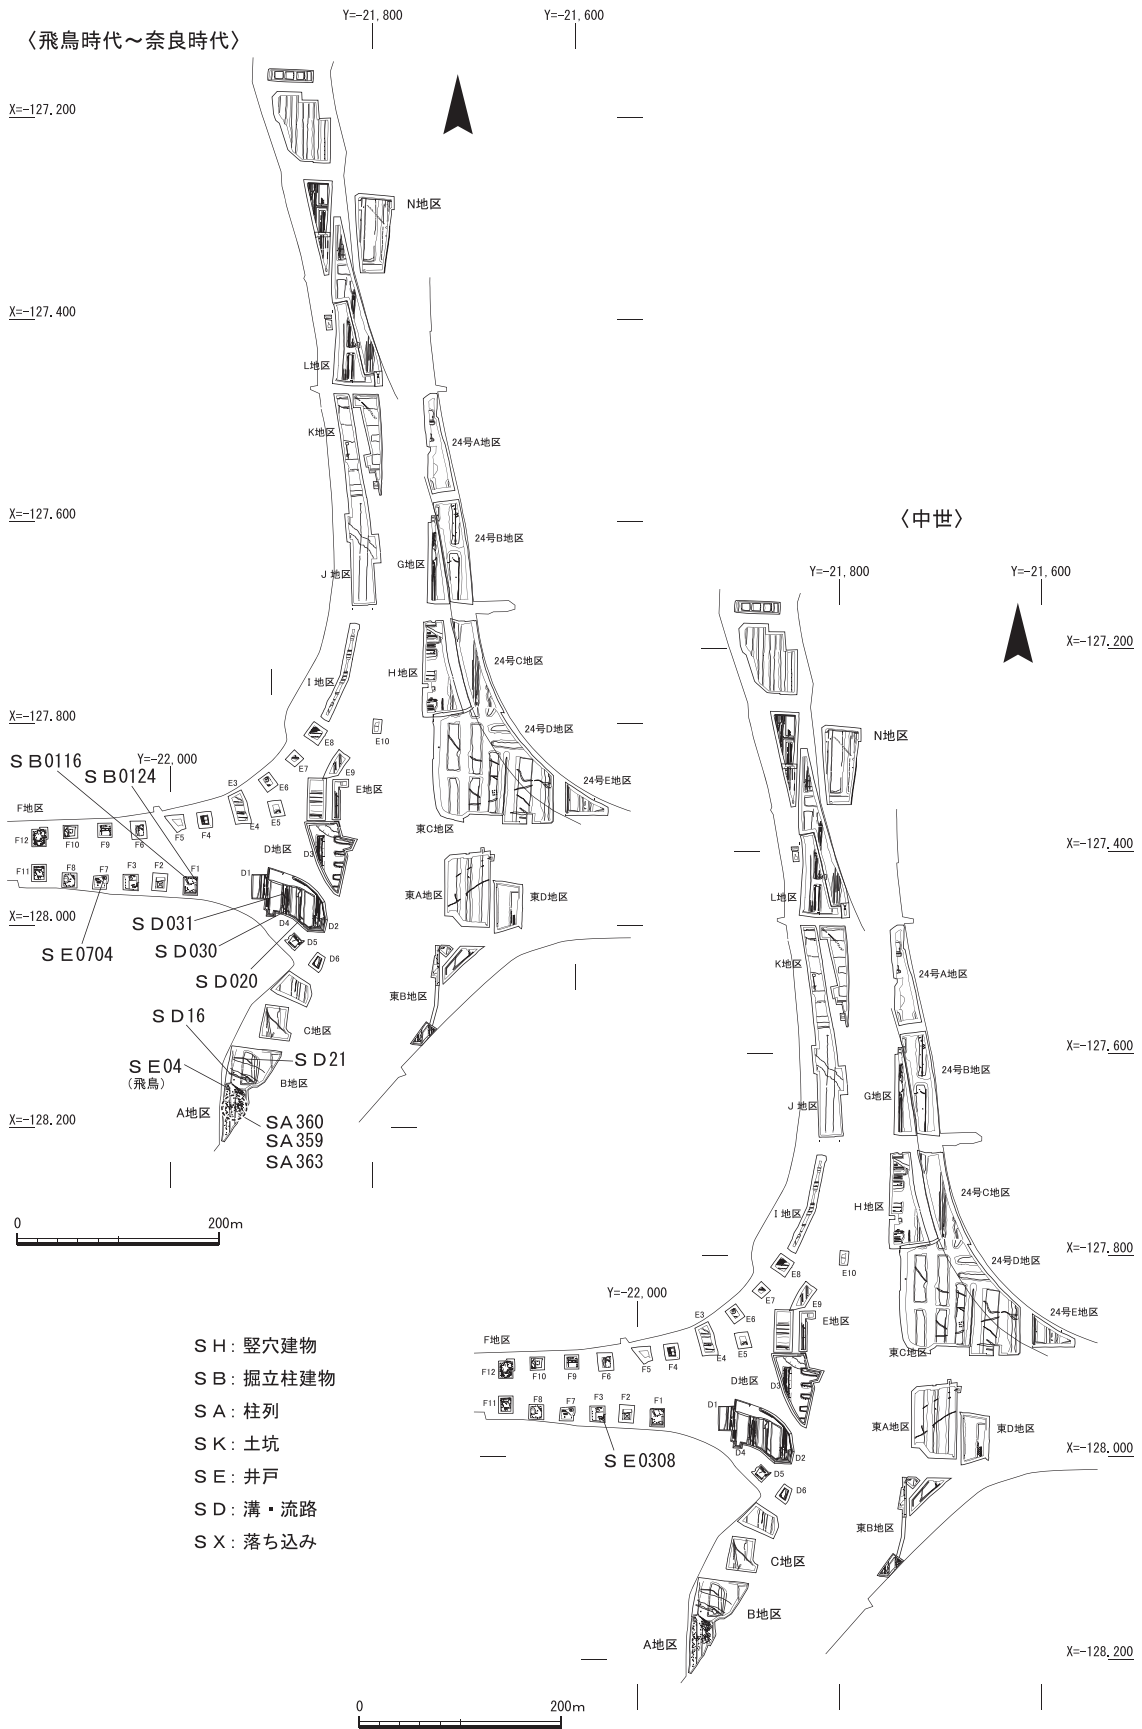 〈飛鳥時代～奈良時代〉
Y=-21,800
Y=-21,600
X=-127.200
N地区
X=-127.400
L地区
K地区
24号A地区
X=-127.600
24号B地区
G地区
J 地区
24号C地区
H地区
I 地区
X=-127.800
24号D地区
E10
E8
ＳＢ0116
Y=-22,000
E7
ＳＢ0124
E9
24号E地区
E3
E6
E地区
F地区
E5
E4
東C地区
F12
F10
F9
F6
F5
F4
D地区
D3
F11
F8
F7
F3
F2
F1
D1
東A地区
東D地区
X=-128.000
ＳＤ031
D4
D2
ＳＥ0704
ＳＤ030
D5
D6
ＳＤ020
東B地区
ＳＤ16
C地区
ＳＥ04
(飛鳥)
ＳＤ21
B地区
A地区
X=-128.200
ＳＡ360
ＳＡ359
ＳＡ363
0
200m
ＳＨ：竪穴建物
ＳＢ：掘立柱建物
ＳＡ：柱列
ＳＫ：土坑
ＳＥ：井戸
ＳＤ：溝・流路
ＳＸ：落ち込み
〈中世〉
Y=-21,800
Y=-21,600
X=-127.200
N地区
X=-127.400
L地区
K地区
24号A地区
X=-127.600
24号B地区
G地区
J 地区
24号C地区
H地区
I 地区
X=-127.800
24号D地区
E10
E8
Y=-22,000
E7
E9
24号E地区
E3
E6
E地区
F地区
E5
E4
東C地区
F12
F10
F9
F6
F5
F4
D地区
D3
F11
F8
F7
F3
F2
F1
D1
東A地区
東D地区
X=-128.000
D4
D2
ＳＥ0308
D5
D6
東B地区
C地区
B地区
A地区
X=-128.200
0
200m